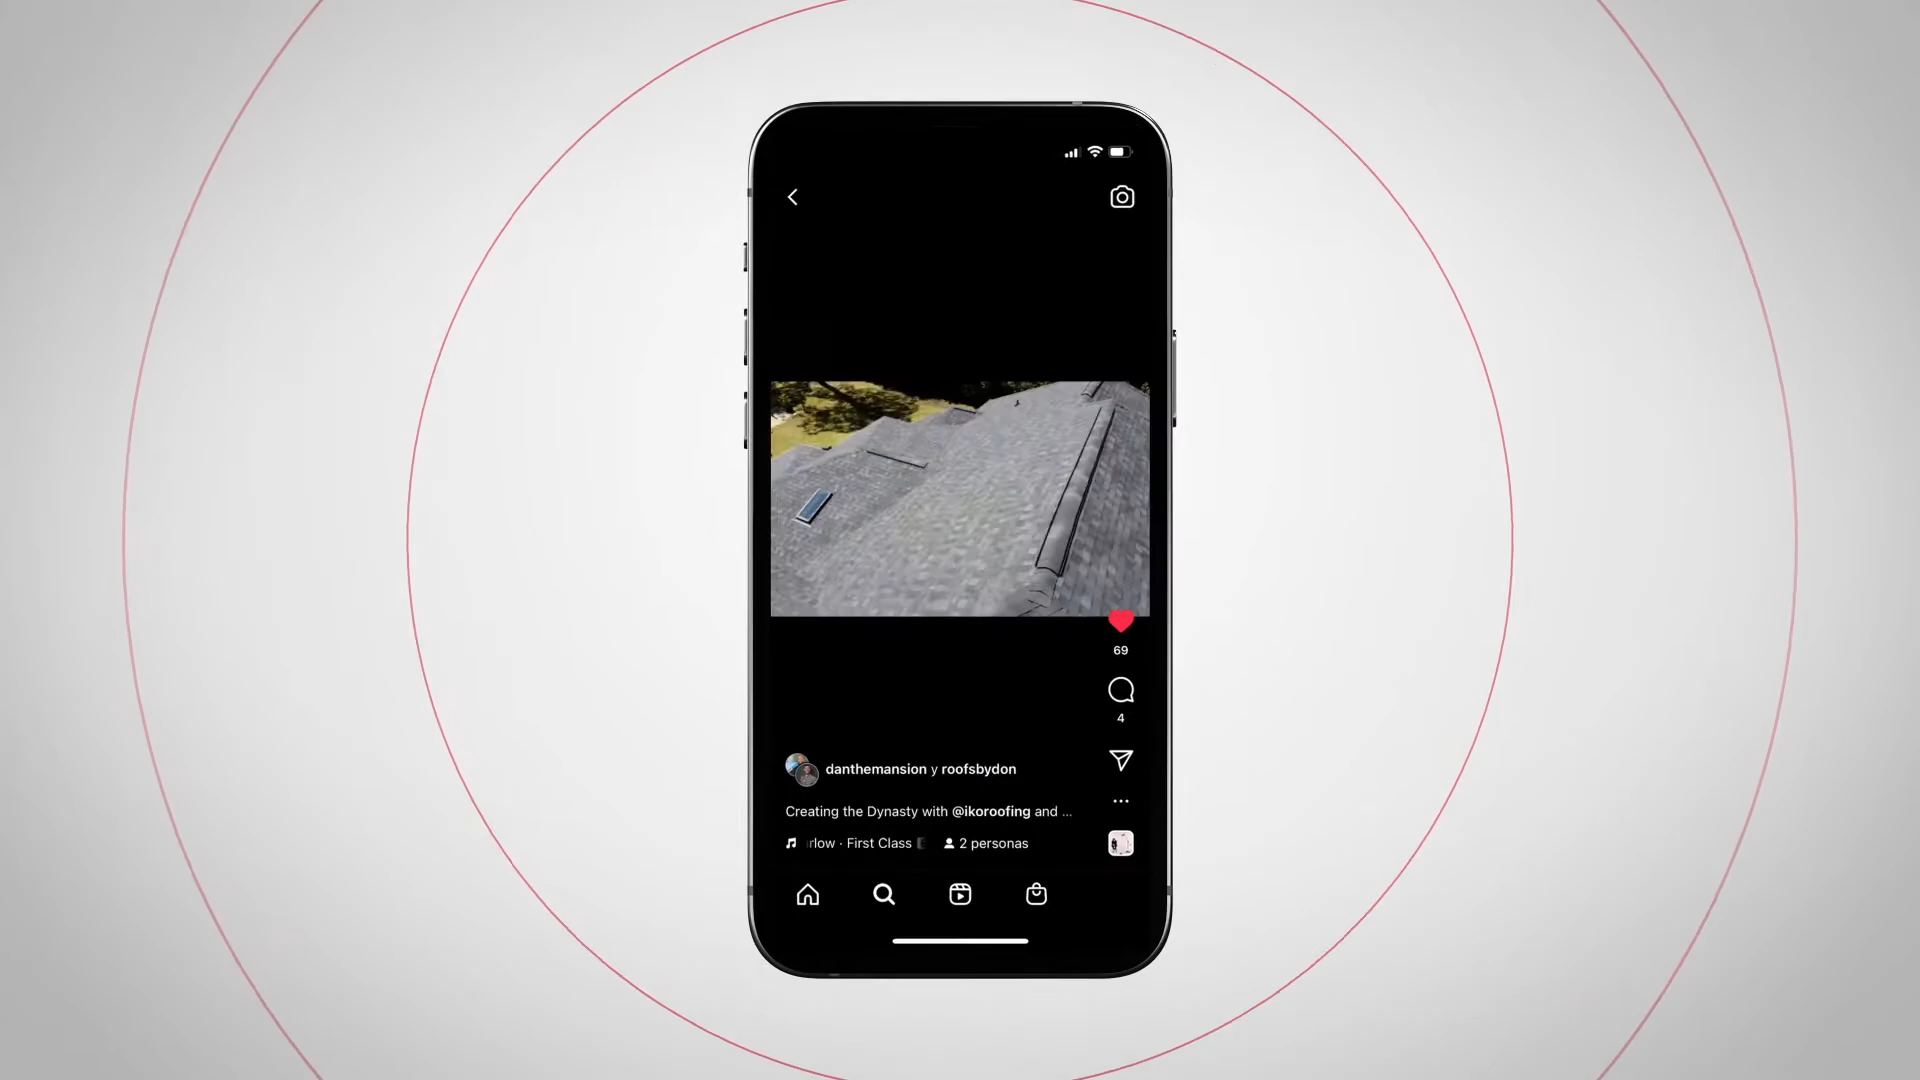 69
4
danthemansion y roofsbydon
Creating the Dynasty with @ikoroofing and ...
rlow · First Class
2 personas